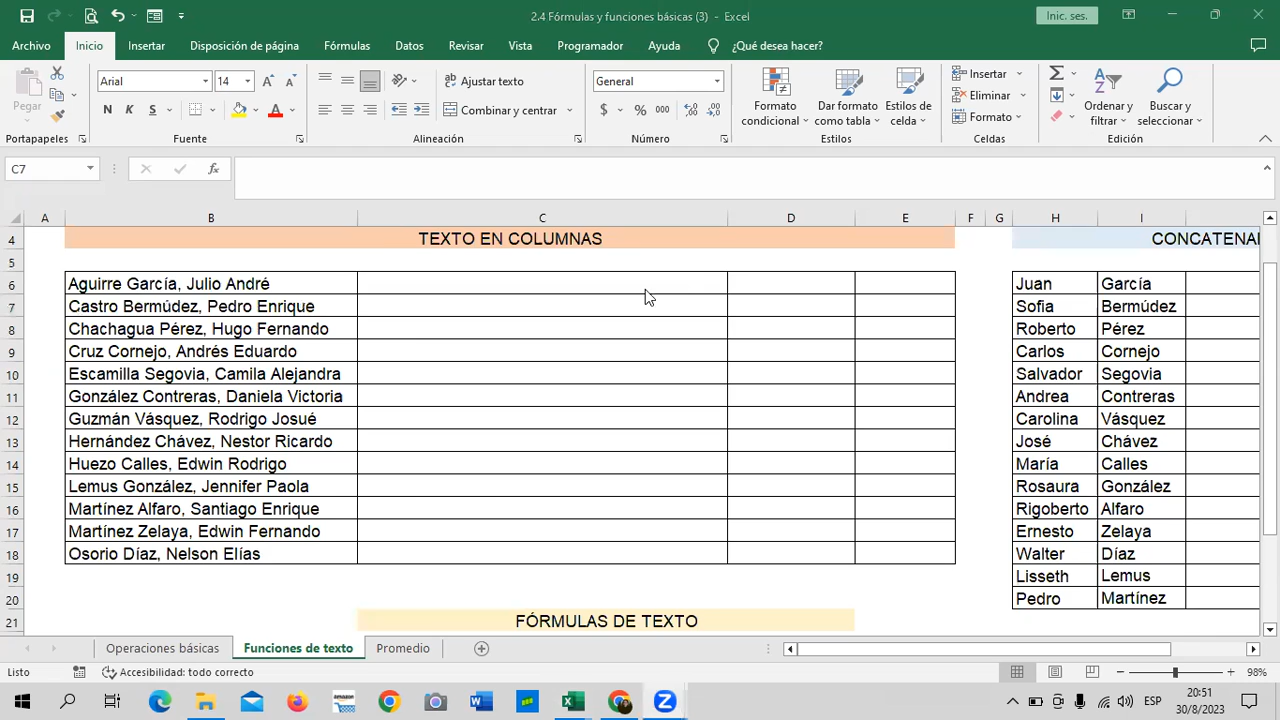 2.4 Fórmulas y funciones básicas (3) - Excel
Inic. ses.
Archivo Inicio Insertar Disposición de página Fórmulas Datos Revisar Vista Programador Ayuda ¿Qué desea hacer?
Pegar
Arial 14
Ajustar texto
General
Formato condicional
Dar formato como tabla
Estilos de celda
Insertar
Eliminar
Formato
Ordenar y filtrar
Buscar y seleccionar
N K S
Combinar y centrar
$ % 000
Portapapeles Fuente Alineación Número Estilos Celdas Edición
C7 fx
A B C D E F G H I
4 TEXTO EN COLUMNAS CONCATENA
5
6 Aguirre García, Julio André Juan García
7 Castro Bermúdez, Pedro Enrique Sofia Bermúdez
8 Chachagua Pérez, Hugo Fernando Roberto Pérez
9 Cruz Cornejo, Andrés Eduardo Carlos Cornejo
10 Escamilla Segovia, Camila Alejandra Salvador Segovia
11 González Contreras, Daniela Victoria Andrea Contreras
12 Guzmán Vásquez, Rodrigo Josué Carolina Vásquez
13 Hernández Chávez, Nestor Ricardo José Chávez
14 Huezo Calles, Edwin Rodrigo María Calles
15 Lemus González, Jennifer Paola Rosaura González
16 Martínez Alfaro, Santiago Enrique Rigoberto Alfaro
17 Martínez Zelaya, Edwin Fernando Ernesto Zelaya
18 Osorio Díaz, Nelson Elías Walter Díaz
19 Lisseth Lemus
20 Pedro Martínez
21 FÓRMULAS DE TEXTO
Operaciones básicas Funciones de texto Promedio
Listo Accesibilidad: todo correcto 98%
ESP 20:51
30/8/2023